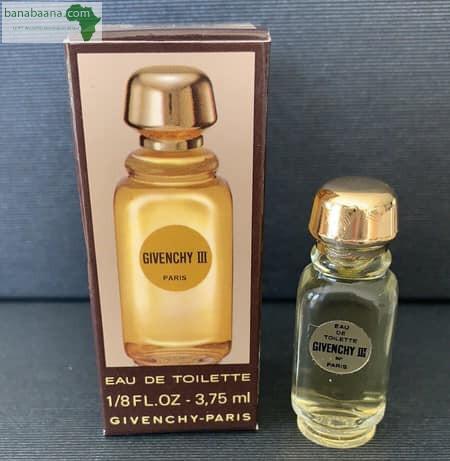 banabaana.com
GIVENCHY III
PARIS
EAU DE TOILETTE
1/8 FL.OZ - 3,75 ml
GIVENCHY-PARIS
EAU
DE
TOILETTE
GIVENCHY III
PARIS